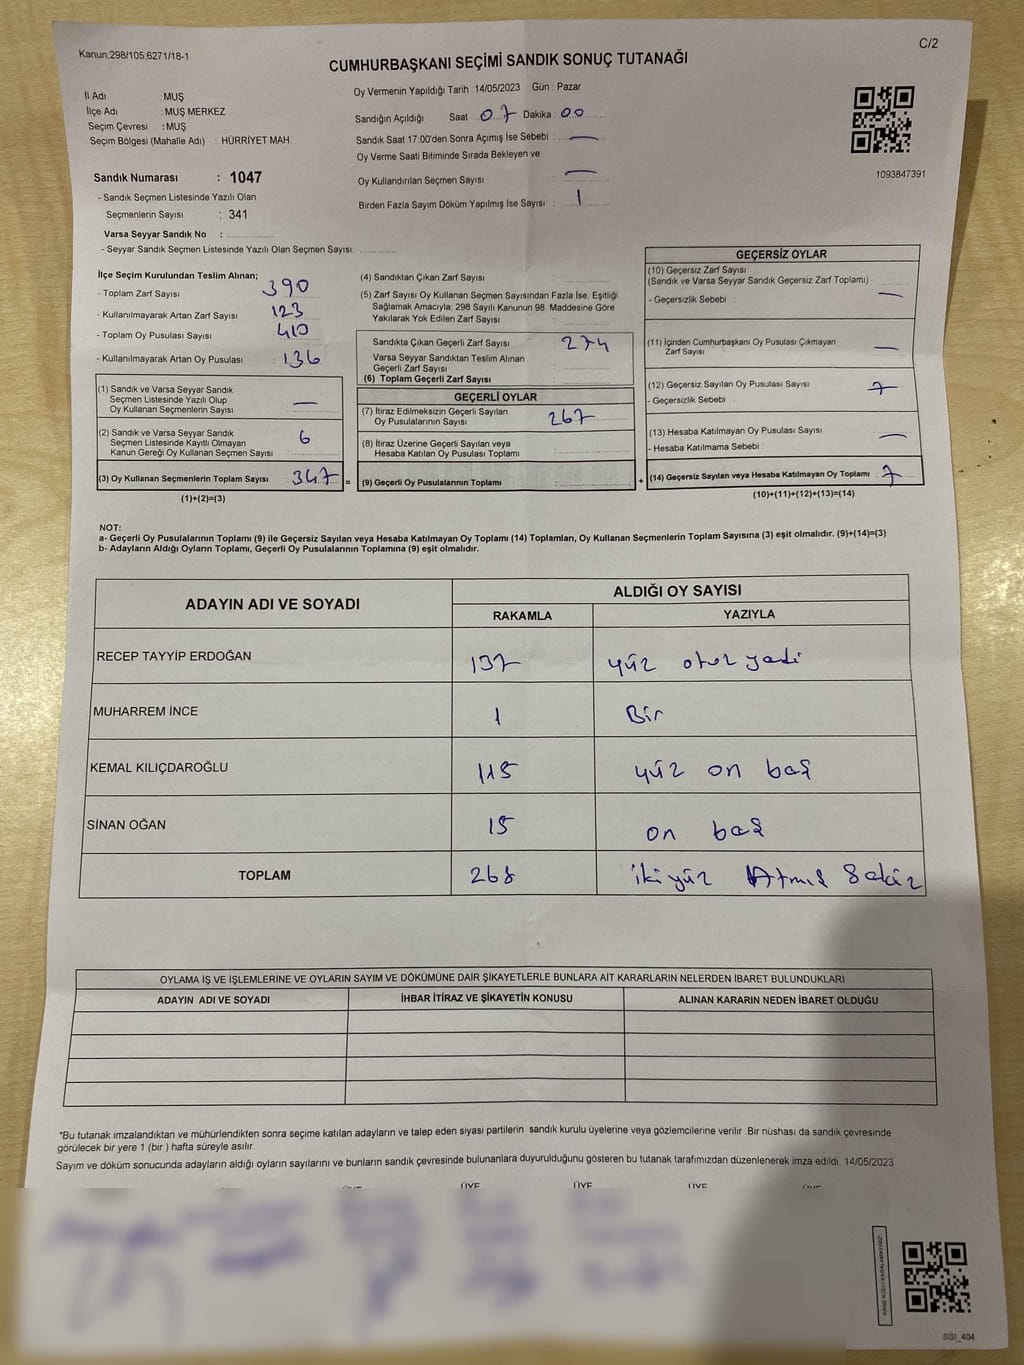 Kanun;298/105;6271/18-1
C/2
CUMHURBAŞKANI SEÇİMİ SANDIK SONUÇ TUTANAĞI
İl Adı : MUŞ
İlçe Adı : MUŞ MERKEZ
Seçim Çevresi : MUŞ
Seçim Bölgesi (Mahalle Adı) : HÜRRİYET MAH.
Sandık Numarası : 1047
- Sandık Seçmen Listesinde Yazılı Olan
Seçmenlerin Sayısı : 341
Varsa Seyyar Sandık No :
- Seyyar Sandık Seçmen Listesinde Yazılı Olan Seçmen Sayısı:
Oy Vermenin Yapıldığı Tarih : 14/05/2023 Gün : Pazar
Sandığın Açıldığı Saat 07 Dakika : 00
Sandık Saat 17:00'den Sonra Açımış İse Sebebi : —
Oy Verme Saati Bitiminde Sırada Bekleyen ve
Oy Kullandırılan Seçmen Sayısı —
Birden Fazla Sayım Döküm Yapılmış İse Sayısı : 1
1093847391
İlçe Seçim Kurulundan Teslim Alınan;
- Toplam Zarf Sayısı : 390
- Kullanılmayarak Artan Zarf Sayısı : 123
- Toplam Oy Pusulası Sayısı : 410
- Kullanılmayarak Artan Oy Pusulası : 136
(1) Sandık ve Varsa Seyyar Sandık
Seçmen Listesinde Yazılı Olup
Oy Kullanan Seçmenlerin Sayısı : —
(2) Sandık ve Varsa Seyyar Sandık
Seçmen Listesinde Kayıtlı Olmayan
Kanun Gereği Oy Kullanan Seçmen Sayısı : 6
(3) Oy Kullanan Seçmenlerin Toplam Sayısı : 347 =
(1)+(2)=(3)
(4) Sandıktan Çıkan Zarf Sayısı
(5) Zarf Sayısı Oy Kullanan Seçmen Sayısından Fazla İse, Eşitliği
Sağlamak Amacıyla; 298 Sayılı Kanunun 98. Maddesine Göre
Yakılarak Yok Edilen Zarf Sayısı :
Sandıkta Çıkan Geçerli Zarf Sayısı : 274
Varsa Seyyar Sandıktan Teslim Alınan
Geçerli Zarf Sayısı :
(6) Toplam Geçerli Zarf Sayısı :
GEÇERLİ OYLAR
(7) İtiraz Edilmeksizin Geçerli Sayılan
Oy Pusulalarının Sayısı : 267
(8) İtiraz Üzerine Geçerli Sayılan veya
Hesaba Katılan Oy Pusulası Toplamı :
(9) Geçerli Oy Pusulalarının Toplamı : +
GEÇERSİZ OYLAR
(10) Geçersiz Zarf Sayısı
(Sandık ve Varsa Seyyar Sandık Geçersiz Zarf Toplamı) :
- Geçersizlik Sebebi : —
(11) İçinden Cumhurbaşkanı Oy Pusulası Çıkmayan
Zarf Sayısı : —
(12) Geçersiz Sayılan Oy Pusulası Sayısı : 7
- Geçersizlik Sebebi :
(13) Hesaba Katılmayan Oy Pusulası Sayısı : —
- Hesaba Katılmama Sebebi :
(14) Geçersiz Sayılan veya Hesaba Katılmayan Oy Toplamı : 7
(10)+(11)+(12)+(13)=(14)
NOT:
a- Geçerli Oy Pusulalarının Toplamı (9) ile Geçersiz Sayılan veya Hesaba Katılmayan Oy Toplamı (14) Toplamları, Oy Kullanan Seçmenlerin Toplam Sayısına (3) eşit olmalıdır. (9)+(14)=(3)
b- Adayların Aldığı Oyların Toplamı, Geçerli Oy Pusulalarının Toplamına (9) eşit olmalıdır.
ADAYIN ADI VE SOYADI ALDIĞI OY SAYISI
RAKAMLA YAZIYLA
RECEP TAYYİP ERDOĞAN 137 yüz otuz yedi
MUHARREM İNCE 1 Bir
KEMAL KILIÇDAROĞLU 115 yüz on beş
SİNAN OĞAN 15 on beş
TOPLAM 268 iki yüz Atmış Sekiz
OYLAMA İŞ VE İŞLEMLERİNE VE OYLARIN SAYIM VE DÖKÜMÜNE DAİR ŞİKAYETLERLE BUNLARA AİT KARARLARIN NELERDEN İBARET BULUNDUKLARI
ADAYIN ADI VE SOYADI İHBAR İTİRAZ VE ŞİKAYETİN KONUSU ALINAN KARARIN NEDEN İBARET OLDUĞU
*Bu tutanak imzalandıktan ve mühürlendikten sonra seçime katılan adayların ve talep eden siyasi partilerin sandık kurulu üyelerine veya gözlemcilerine verilir. Bir nüshası da sandık çevresinde
görülecek bir yere 1 (bir ) hafta süreyle asılır.
Sayım ve döküm sonucunda adayların aldığı oyların sayılarını ve bunların sandık çevresinde bulunanlara duyurulduğunu gösteren bu tutanak tarafımızdan düzenlenerek imza edildi. 14/05/2023
ÜYE ÜYE ÜYE ÜYE ÜYE
SSI_404